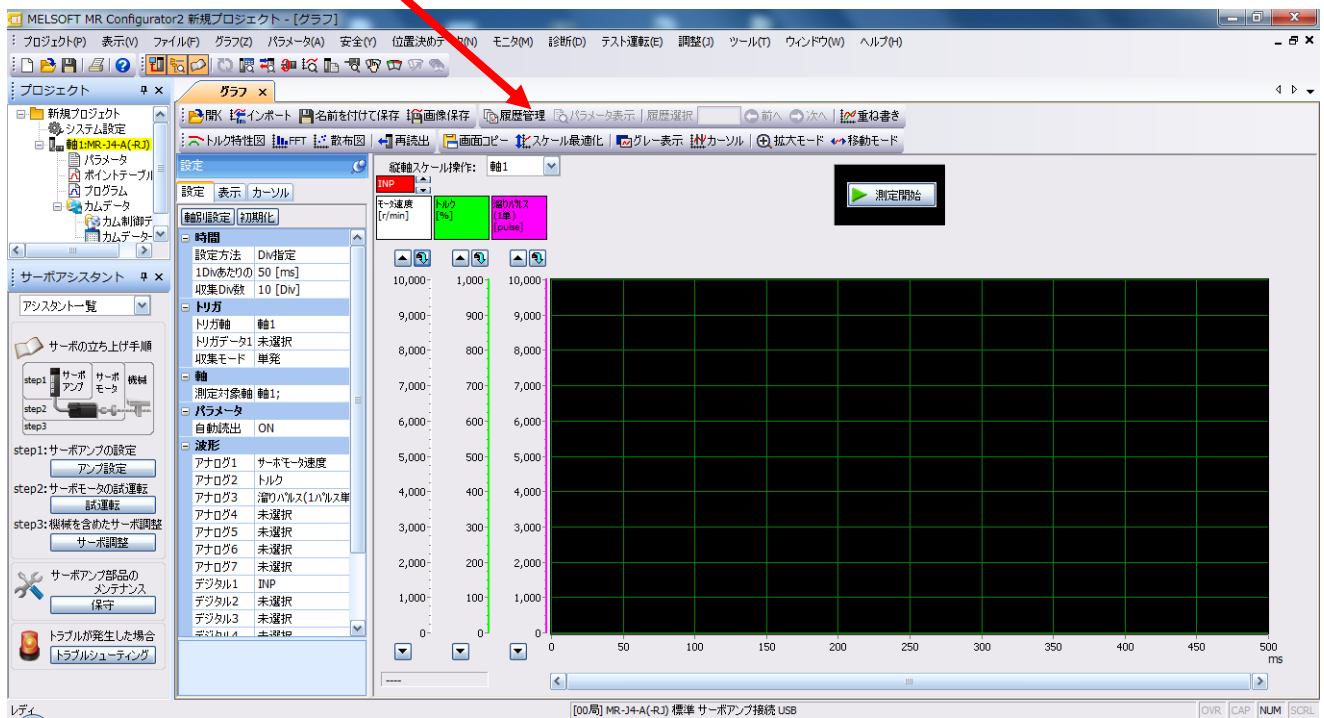 MELSOFT MR Configurator2 新規プロジェクト - [グラフ]
プロジェクト(P) 表示(V) ファイル(F) グラフ(Z) パラメータ(A) 安全(Y) 位置決めデータ(N) モニタ(M) 診断(D) テスト運転(E) 調整(J) ツール(T) ウィンドウ(W) ヘルプ(H)
プロジェクト
新規プロジェクト
システム設定
軸1:MR-J4-A(-RJ)
パラメータ
ポイントテーブル
プログラム
カムデータ
カム制御デ
カムデータ-
サーボアシスタント
アシスタント一覧
サーボの立ち上げ手順
step1 サーボアンプ サーボモータ 機械
step2
step3
step1:サーボアンプの設定
アンプ設定
step2:サーボモータの試運転
試運転
step3:機械を含めたサーボ調整
サーボ調整
サーボアンプ部品の
メンテナンス
保守
トラブルが発生した場合
トラブルシューティング
グラフ
開く インポート 名前を付けて保存 画像保存 履歴管理 パラメータ表示 履歴選択 前へ 次へ 重ね書き
トルク特性図 FFT 散布図 再読出 画面コピー スケール最適化 グレー表示 カーソル 拡大モード 移動モード
設定
設定 表示 カーソル
軸別設定 初期化
時間
設定方法 Div指定
1Divあたりの 50 [ms]
収集Div数 10 [Div]
トリガ
トリガ軸 軸1
トリガデータ1 未選択
収集モード 単発
軸
測定対象軸 軸1;
パラメータ
自動読出 ON
波形
アナログ1 サーボモータ速度
アナログ2 トルク
アナログ3 溜りパルス(1パルス単
アナログ4 未選択
アナログ5 未選択
アナログ6 未選択
アナログ7 未選択
デジタル1 INP
デジタル2 未選択
デジタル3 未選択
デジタル4 未選択
縦軸スケール操作: 軸1
INP
測定開始
モータ速度 [r/min]
トルク [%]
溜りパルス (1単) [pulse]
10,000 1,000 10,000
9,000 900 9,000
8,000 800 8,000
7,000 700 7,000
6,000 600 6,000
5,000 500 5,000
4,000 400 4,000
3,000 300 3,000
2,000 200 2,000
1,000 100 1,000
0 0 0
0 50 100 150 200 250 300 350 400 450 500
ms
----
レディ
[00局] MR-J4-A(-RJ) 標準 サーボアンプ接続 USB
OVR CAP NUM SCRL